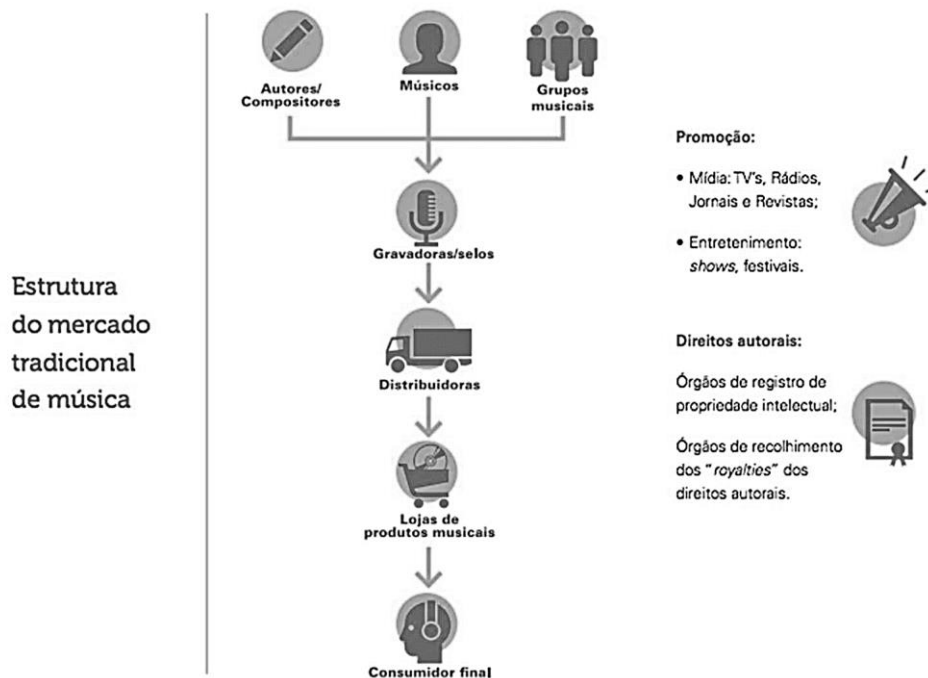 Estrutura
do mercado
tradicional
de música
Autores/
Compositores
Músicos
Grupos
musicais
Gravadoras/selos
Distribuidoras
Lojas de
produtos musicais
Consumidor final
Promoção:
• Mídia: TV's, Rádios,
Jornais e Revistas;
• Entretenimento:
shows, festivais.
Direitos autorais:
Órgãos de registro de
propriedade intelectual;
Órgãos de recolhimento
dos "royalties" dos
direitos autorais.